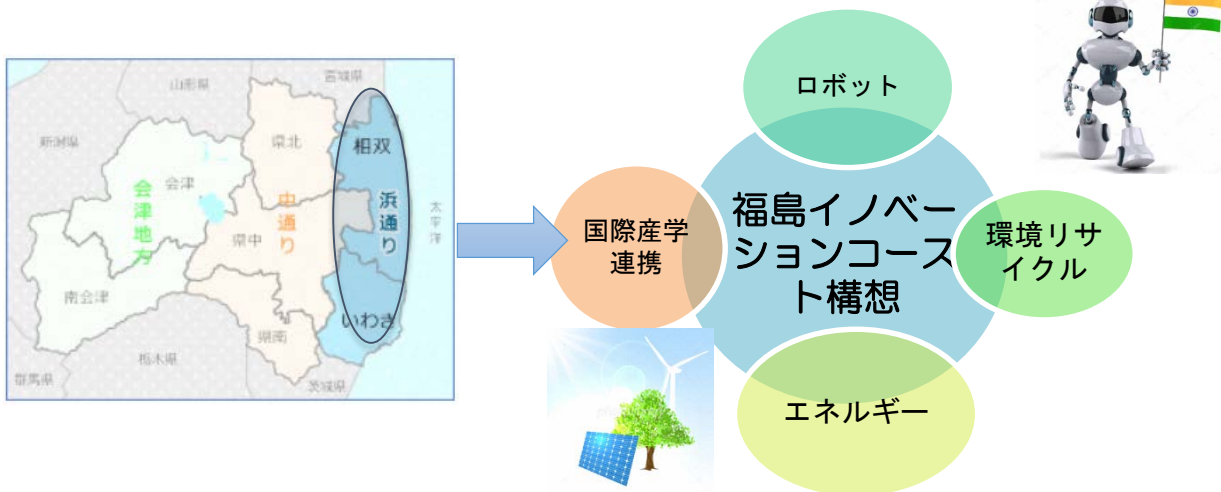 宮城県
山形県
新潟県
県北
相双
会津
会津地方
中通り
浜通り
太平洋
県中
南会津
いわき
県南
栃木県
群馬県
茨城県
ロボット
国際産学
連携
福島イノベー
ションコース
ト構想
環境リサ
イクル
エネルギー